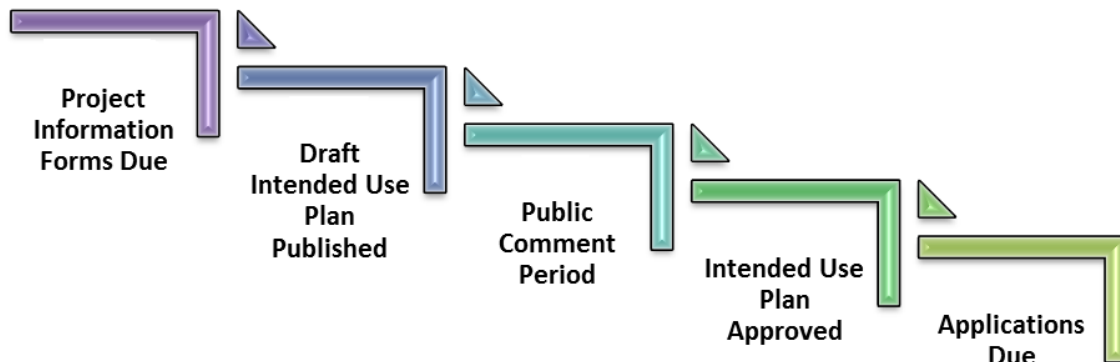 Project
Information
Forms Due
Draft
Intended Use
Plan
Published
Public
Comment
Period
Intended Use
Plan
Approved
Applications
Due